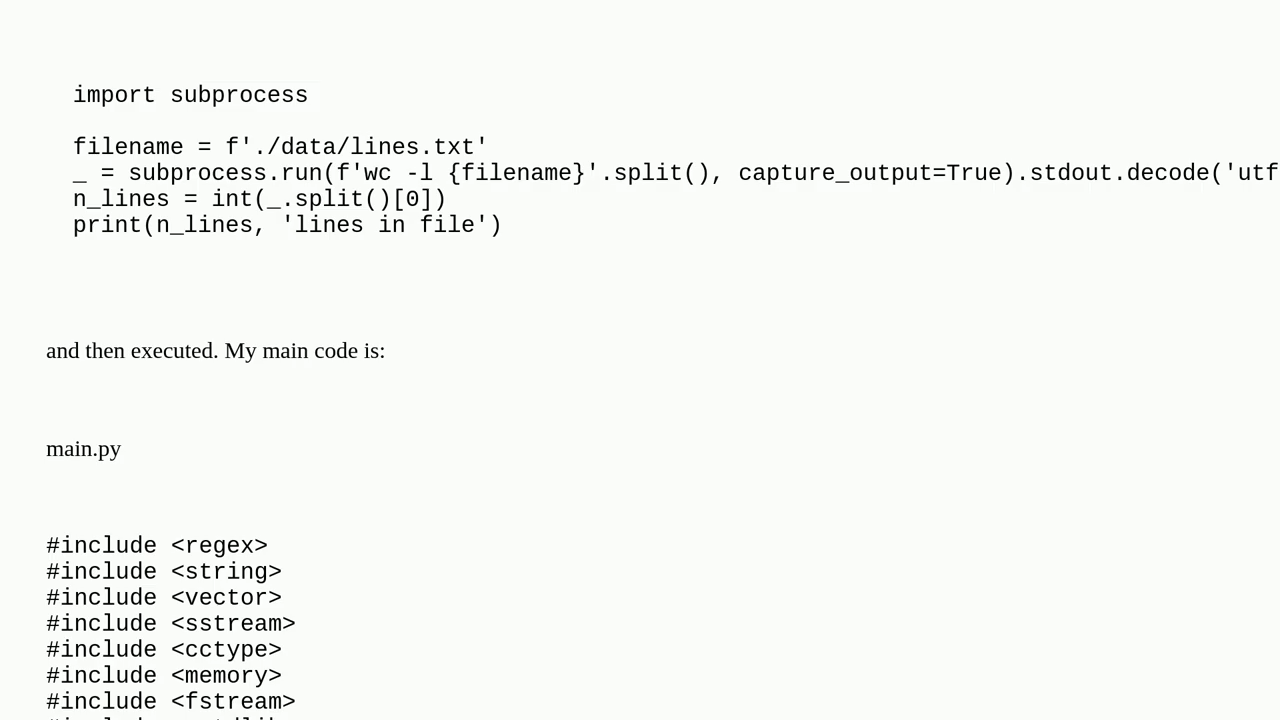 import subprocess
filename = f'./data/lines.txt'
_ = subprocess.run(f'wc -l {filename}'.split(), capture_output=True).stdout.decode('utf
n_lines = int(_.split()[0])
print(n_lines, 'lines in file')
and then executed. My main code is:
main.py
#include <regex>
#include <string>
#include <vector>
#include <sstream>
#include <cctype>
#include <memory>
#include <fstream>